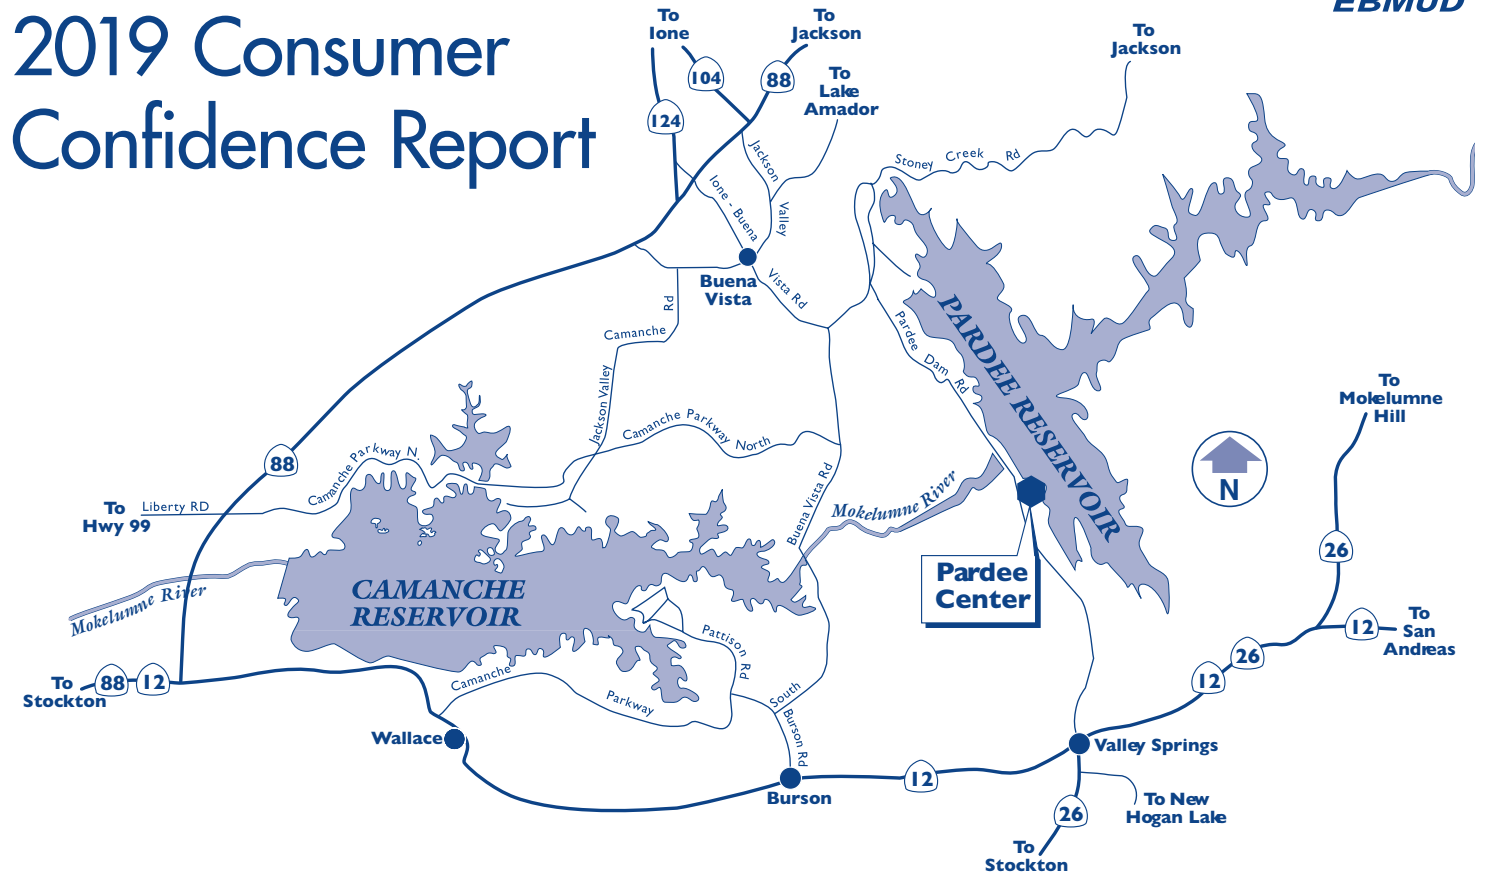 EBMUD
2019 Consumer
Confidence Report
To
Ione
To
Jackson
To
Jackson
104
88
124
To
Lake
Amador
Stoney Creek Rd
Jackson Valley
Ione - Buena Vista Rd
Buena
Vista
Jackson Valley Camanche Rd
Pardee Dam Rd
PARDEE RESERVOIR
To
Mokelumne
Hill
N
88
Camanche Parkway N.
Camanche Parkway North
To
Hwy 99
Liberty RD
Buena Vista Rd
Mokelumne River
26
Pardee
Center
CAMANCHE
RESERVOIR
Mokelumne River
12
To
San
Andreas
26
12
To
Stockton
88
12
Pattison Rd
Camanche Parkway South
Burson Rd
Wallace
Valley Springs
Burson
12
To New
Hogan Lake
26
To
Stockton